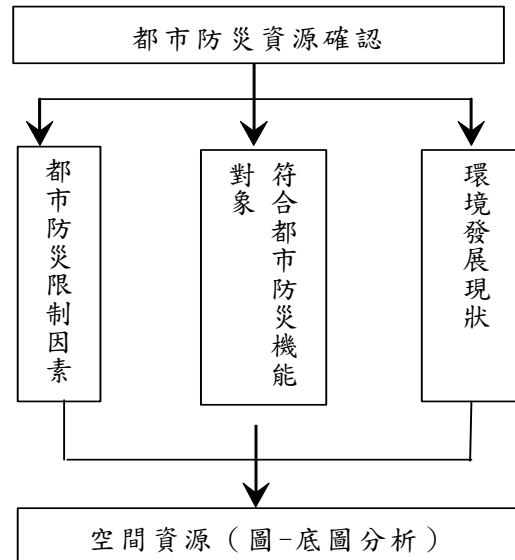 都市防災資源確認
都市防災限制因素
符合都市防災機能
對象
環境發展現狀
空間資源（圖-底圖分析）